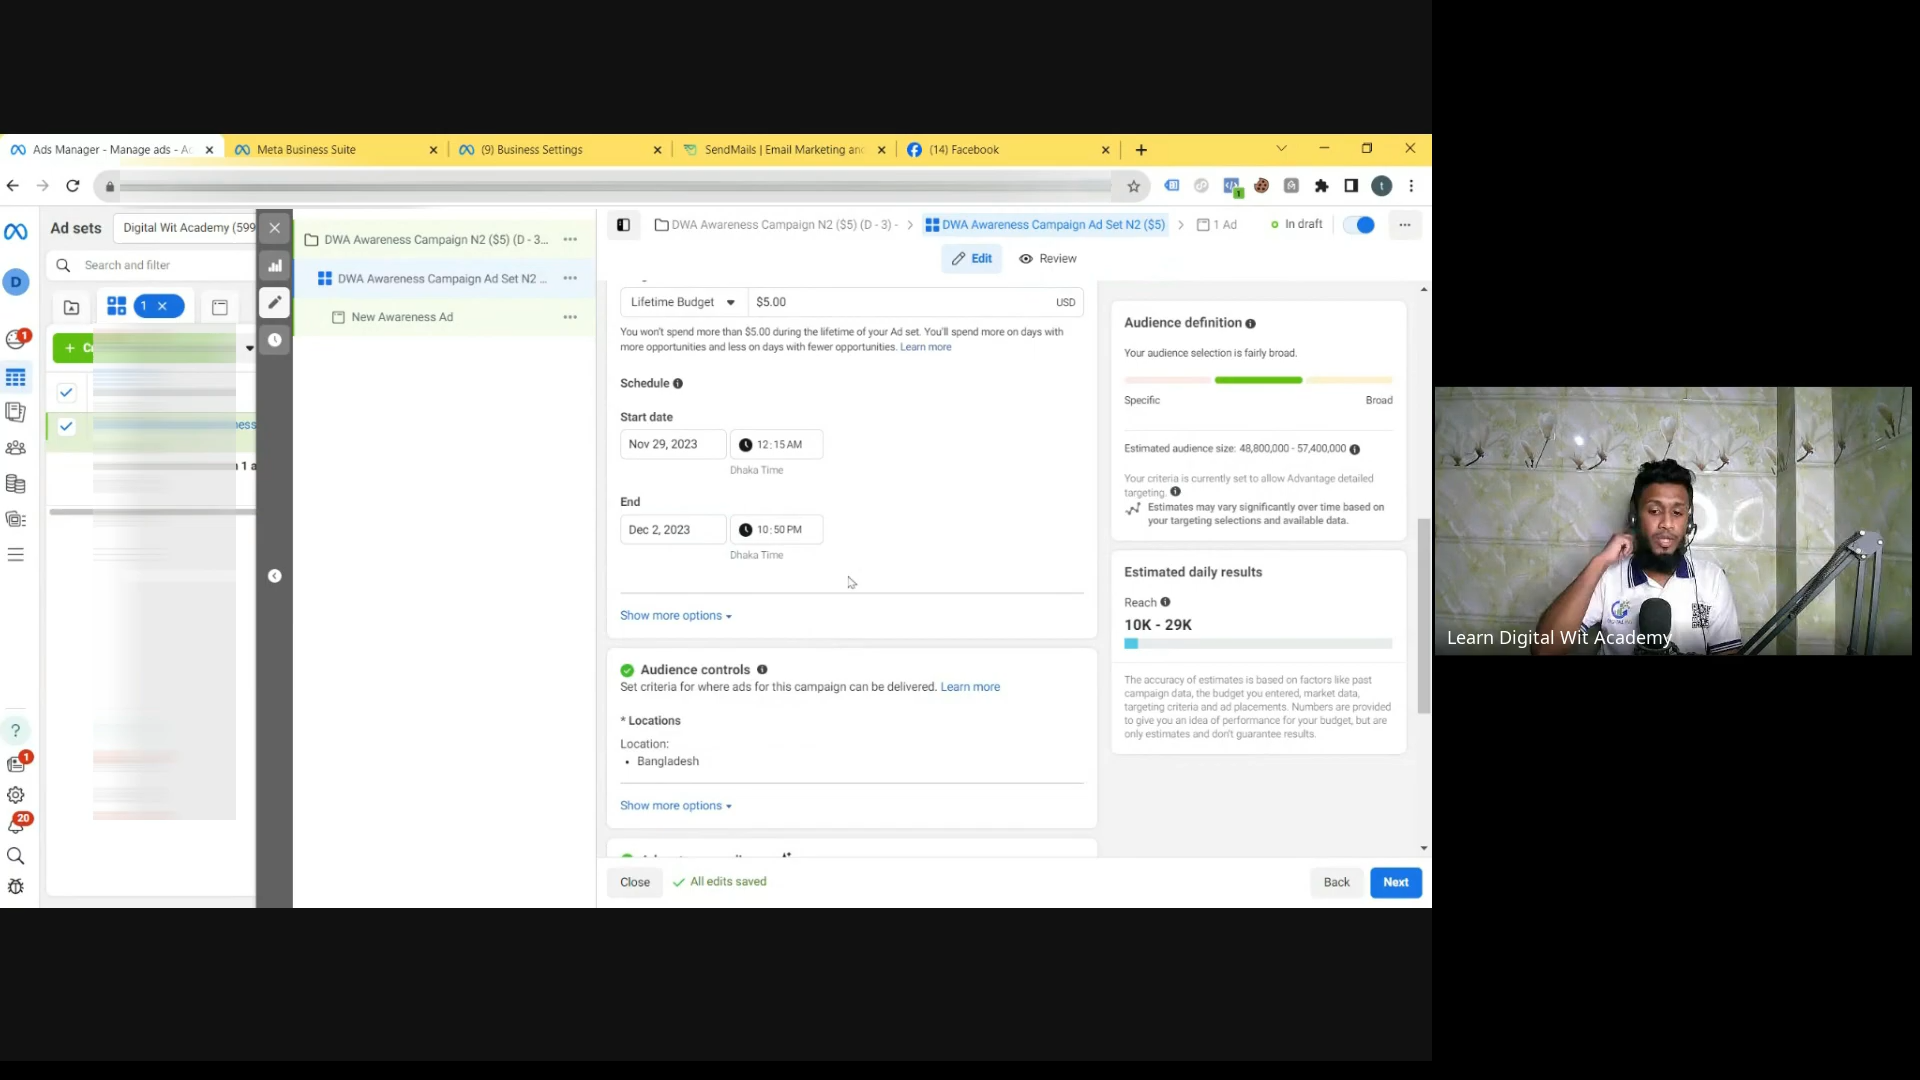 Ads Manager - Manage ads - Ac
Meta Business Suite
(9) Business Settings
SendMails | Email Marketing and
(14) Facebook
t
Ad sets
Digital Wit Academy (599
DWA Awareness Campaign N2 ($5) (D - 3...
DWA Awareness Campaign N2 ($5) (D - 3) -
DWA Awareness Campaign Ad Set N2 ($5)
1 Ad
In draft
Search and filter
Edit
Review
D
DWA Awareness Campaign Ad Set N2 ...
1
New Awareness Ad
Lifetime Budget
$5.00
USD
You won't spend more than $5.00 during the lifetime of your Ad set. You'll spend more on days with
more opportunities and less on days with fewer opportunities. Learn more
Schedule
Start date
Nov 29, 2023
12:15 AM
Dhaka Time
End
Dec 2, 2023
10:50 PM
Dhaka Time
Show more options
Audience controls
Set criteria for where ads for this campaign can be delivered. Learn more
* Locations
Location:
• Bangladesh
Show more options
Audience definition
Your audience selection is fairly broad.
Specific
Broad
Estimated audience size: 48,800,000 - 57,400,000
Your criteria is currently set to allow Advantage detailed
targeting.
Estimates may vary significantly over time based on
your targeting selections and available data.
Estimated daily results
Reach
10K - 29K
The accuracy of estimates is based on factors like past
campaign data, the budget you entered, market data,
targeting criteria and ad placements. Numbers are provided
to give you an idea of performance for your budget, but are
only estimates and don't guarantee results.
1
1
20
Close
All edits saved
Back
Next
Learn Digital Wit Academy